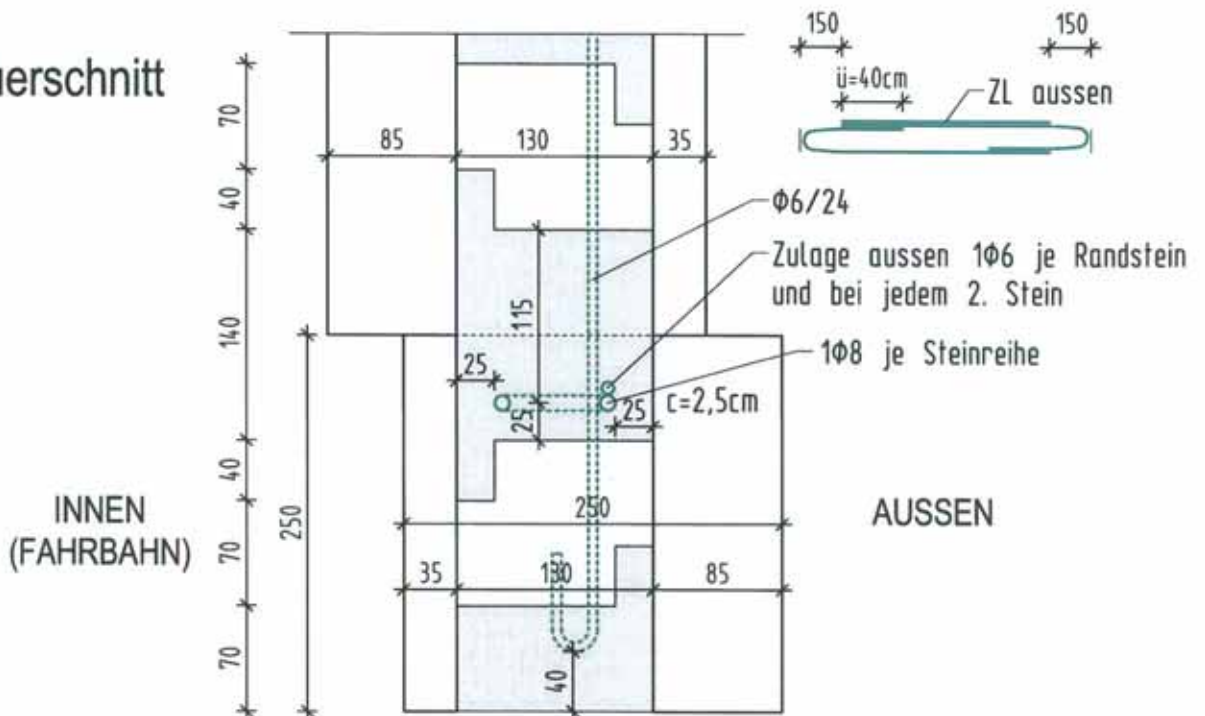 uerschnitt
150
150
ü=40cm
ZL aussen
70
85
130
35
Φ6/24
40
Zulage aussen 1Φ6 je Randstein
und bei jedem 2. Stein
140
115
1Φ8 je Steinreihe
25
25
c=2,5cm
25
40
INNEN
(FAHRBAHN)
250
250
AUSSEN
70
35
130
85
70
40